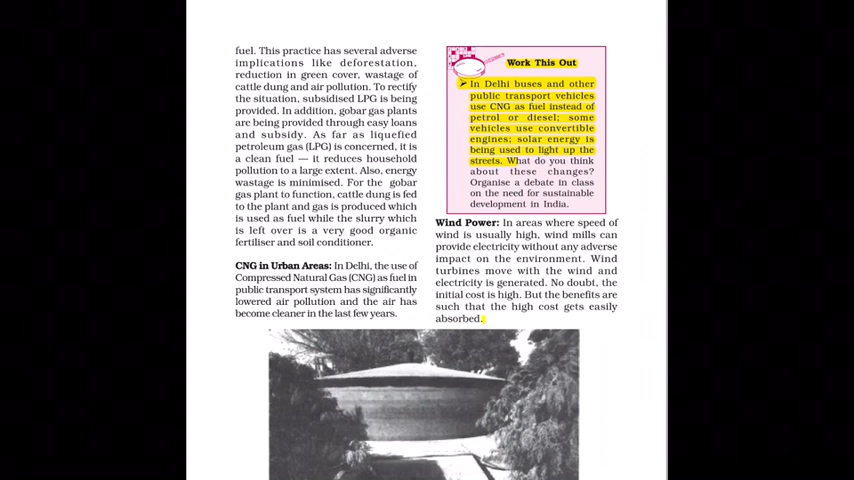 fuel. This practice has several adverse
implications like deforestation,
reduction in green cover, wastage of
cattle dung and air pollution. To rectify
the situation, subsidised LPG is being
provided. In addition, gobar gas plants
are being provided through easy loans
and subsidy. As far as liquefied
petroleum gas (LPG) is concerned, it is
a clean fuel — it reduces household
pollution to a large extent. Also, energy
wastage is minimised. For the gobar
gas plant to function, cattle dung is fed
to the plant and gas is produced which
is used as fuel while the slurry which
is left over is a very good organic
fertiliser and soil conditioner.
CNG in Urban Areas: In Delhi, the use of
Compressed Natural Gas (CNG) as fuel in
public transport system has significantly
lowered air pollution and the air has
become cleaner in the last few years.
Work This Out
➢ In Delhi buses and other
public transport vehicles
use CNG as fuel instead of
petrol or diesel; some
vehicles use convertible
engines; solar energy is
being used to light up the
streets. What do you think
about these changes?
Organise a debate in class
on the need for sustainable
development in India.
Wind Power: In areas where speed of
wind is usually high, wind mills can
provide electricity without any adverse
impact on the environment. Wind
turbines move with the wind and
electricity is generated. No doubt, the
initial cost is high. But the benefits are
such that the high cost gets easily
absorbed.